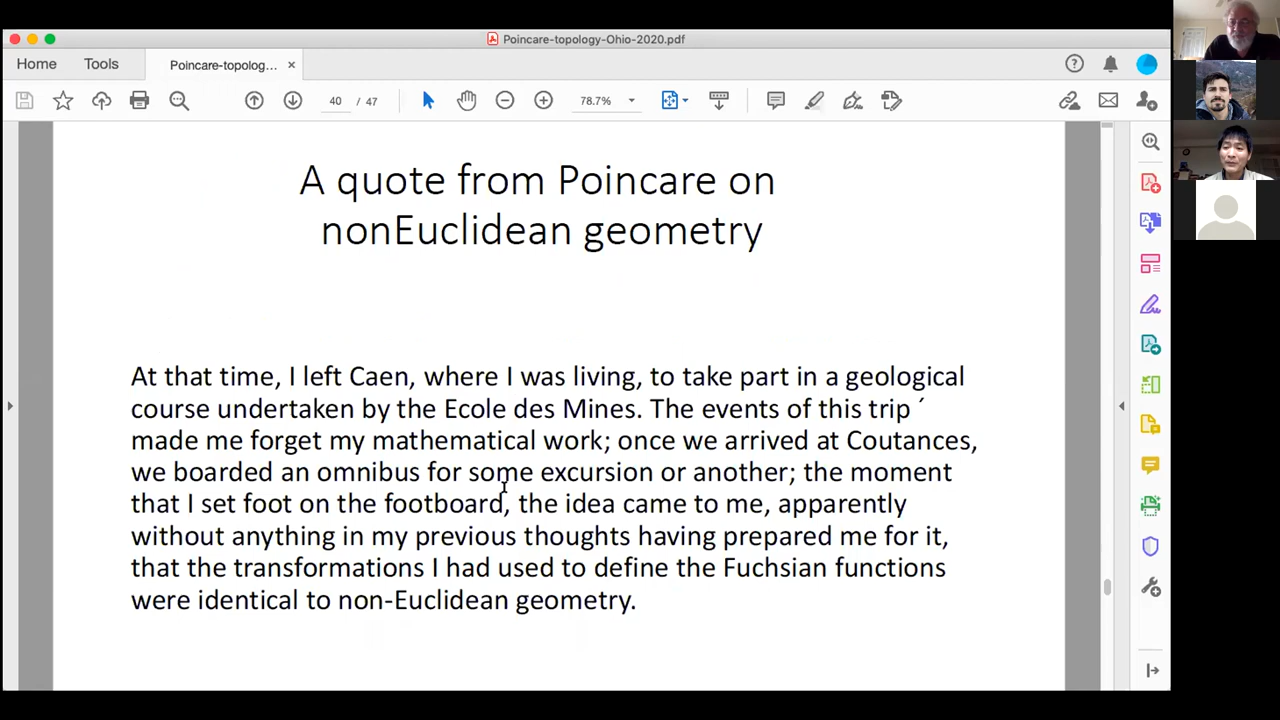 Poincare-topology-Ohio-2020.pdf
Home Tools Poincare-topolog... ×
40 / 47 78.7%
A quote from Poincare on
nonEuclidean geometry
At that time, I left Caen, where I was living, to take part in a geological
course undertaken by the Ecole des Mines. The events of this trip ´
made me forget my mathematical work; once we arrived at Coutances,
we boarded an omnibus for some excursion or another; the moment
that I set foot on the footboard, the idea came to me, apparently
without anything in my previous thoughts having prepared me for it,
that the transformations I had used to define the Fuchsian functions
were identical to non-Euclidean geometry.